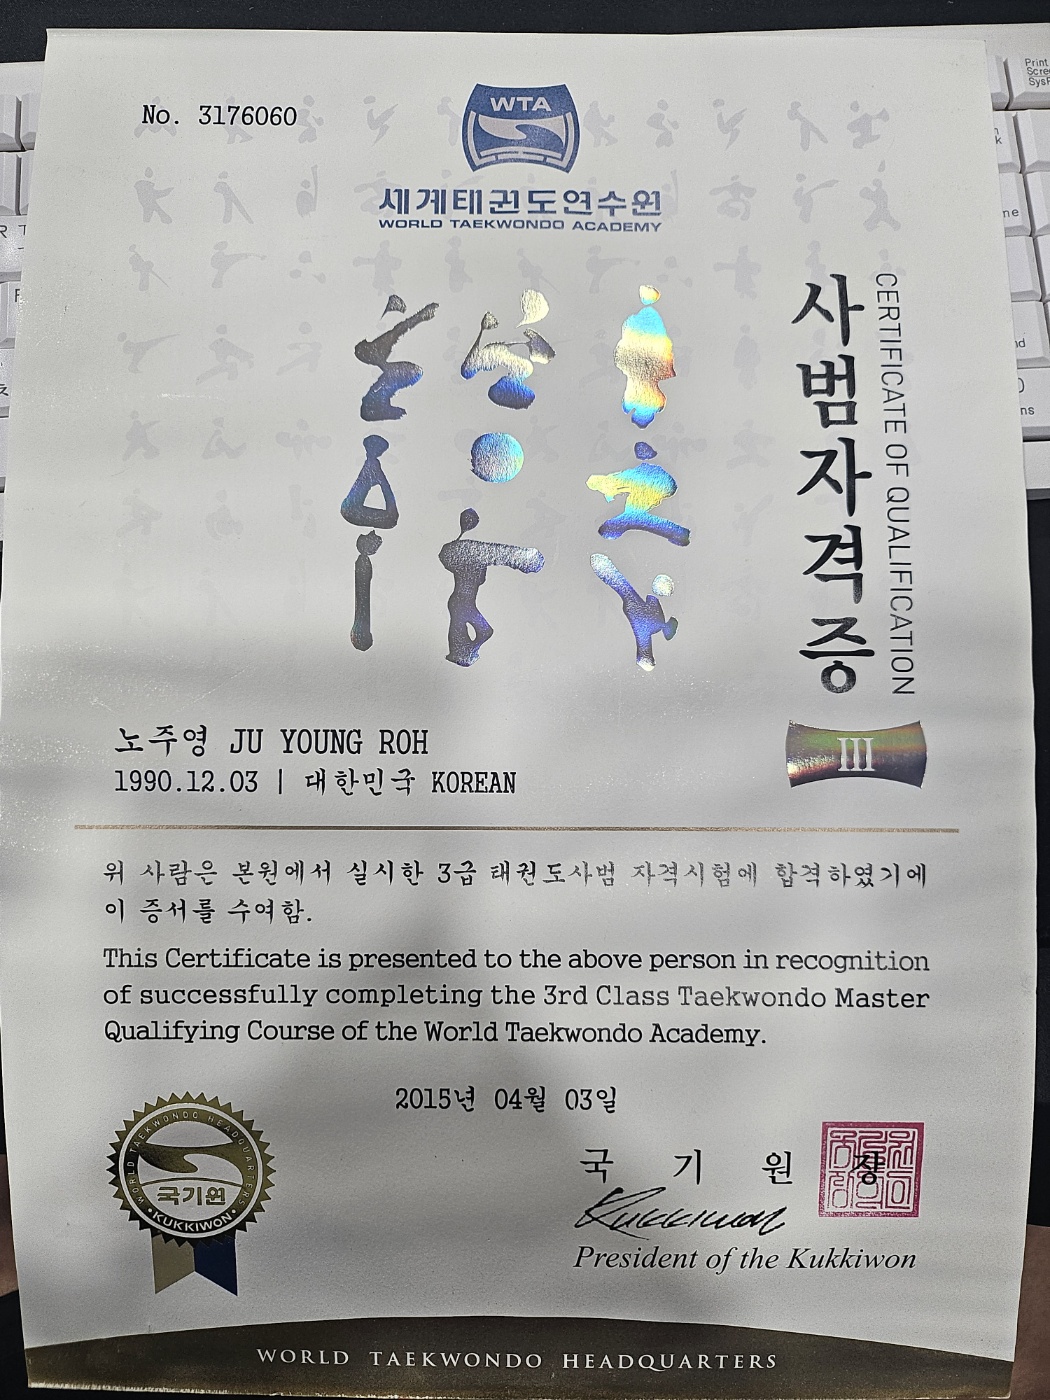 No. 3176060
WTA
세계태권도연수원
WORLD TAEKWONDO ACADEMY
사범자격증
CERTIFICATE OF QUALIFICATION
III
노주영 JU YOUNG ROH
1990.12.03 | 대한민국 KOREAN
위 사람은 본원에서 실시한 3급 태권도사범 자격시험에 합격하였기에
이 증서를 수여함.
This Certificate is presented to the above person in recognition
of successfully completing the 3rd Class Taekwondo Master
Qualifying Course of the World Taekwondo Academy.
2015년 04월 03일
국 기 원 장
Kukkiwon
President of the Kukkiwon
WORLD TAEKWONDO HEADQUARTERS
국기원
·KUKKIWON·
WORLD TAEKWONDO HEADQUARTERS
Print